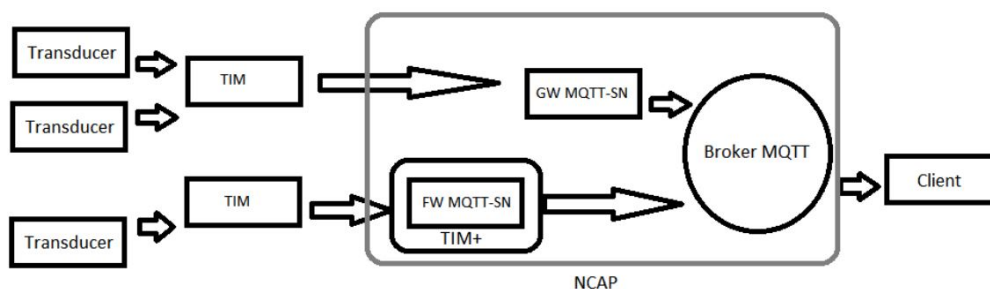 Transducer
TIM
Transducer
GW MQTT-SN
Broker MQTT
Client
TIM
FW MQTT-SN
TIM+
Transducer
NCAP